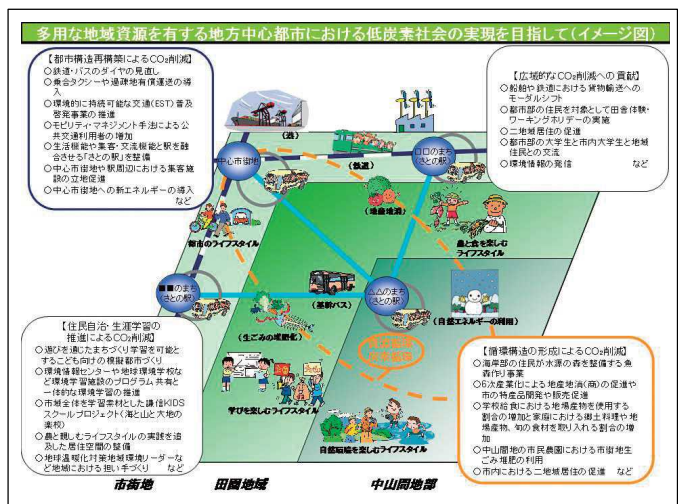 多用な地域資源を有する地方中心都市における低炭素社会の実現を目指して(イメージ図)
【都市構造再構築によるCO₂削減】
○鉄道・バスのダイヤの見直し
○乗合タクシーや過疎地有償運送の導
入
○環境的に持続可能な交通(EST)普及
啓発事業の推進
○モビリティ・マネジメント手法による公
共交通利用者の増加
○生活機能や集客・交流機能と駅を融
合させる「さとの駅」を整備
○中心市街地や駅周辺における集客施
設の立地促進
○中心市街地への新エネルギーの導入
など
【広域的なCO₂削減への貢献】
○船舶や鉄道における貨物輸送への
モーダルシフト
○都市部の住民を対象として田舎体験・
ワーキングホリデーの実施
○二地域居住の促進
○都市部の大学生と市内大学生と地域
住民との交流
○環境情報の発信 など
(港)
(鉄道)
中心市街地
□□のまち
(さとの駅)
(地産地消)
都市のライフスタイル
農と食を楽しむ
ライフスタイル
■■のまち
(さとの駅)
(基幹バス)
△△のまち
(さとの駅)
(自然エネルギーの利用)
(生ごみの堆肥化)
学びを楽しむライフスタイル
自然環境を楽しむライフスタイル
【住民自治・生涯学習の
推進によるCO₂削減】
○遊びを通じたまちづくり学習を可能と
するこども向けの模擬都市づくり
○環境情報センターや地球環境学校な
ど環境学習施設のプログラム共有と
一体的な環境学習の推進
○市域全体を学習素材とした謙信KIDS
スクールプロジェクト(海と山と大地の
楽校)
○農と親しむライフスタイルの実践を追
及した居住空間の整備
○地球温暖化対策地域環境リーダーな
ど地域における担い手づくり など
【循環構造の形成によるCO₂削減】
○海岸部の住民が水源の森を整備する魚
森作り事業
○6次産業化による地産地消(商)の促進や
市の特産品開発や販売促進
○学校給食における地場産物を使用する
割合の増加と家庭における郷土料理や地
場産物、旬の食材を取り入れる割合の増
加
○中山間地の市民農園における市街地生
ごみ堆肥の利用
○市内における二地域居住の促進 など
市街地
田園地域
中山間地部